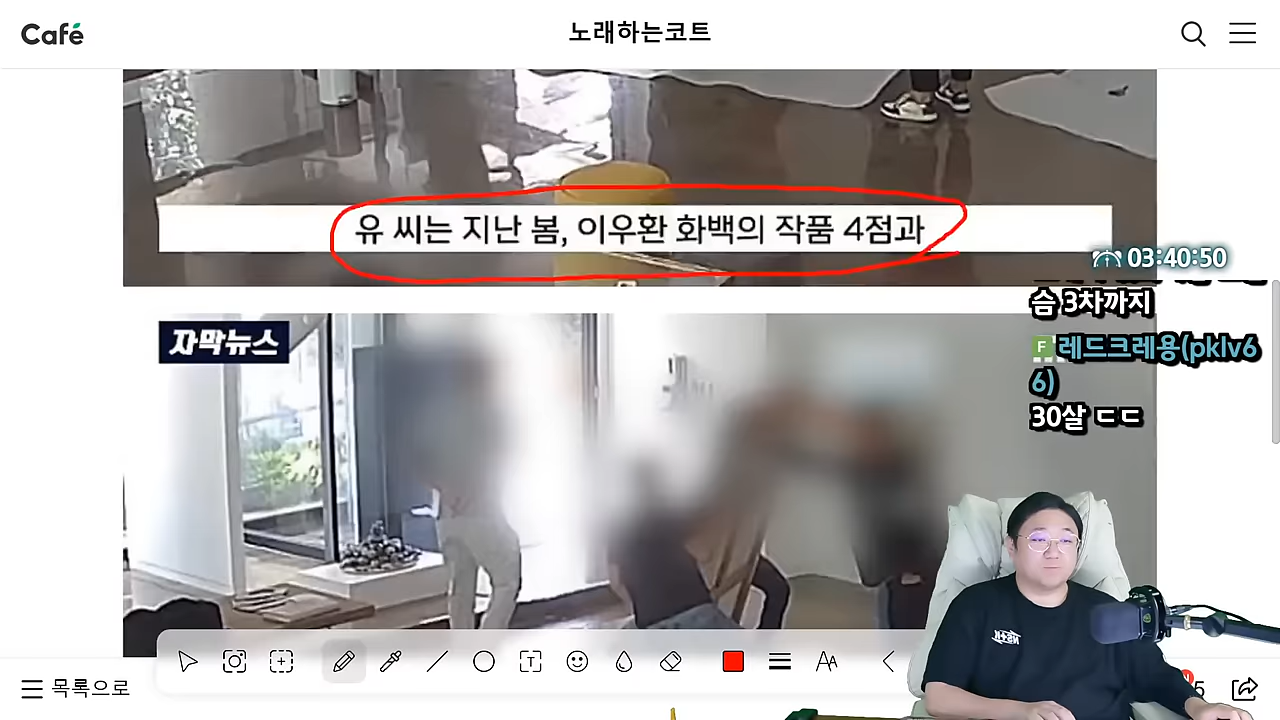 Café
노래하는코트
유 씨는 지난 봄, 이우환 화백의 작품 4점과
03:40:50
슴 3차까지
F 레드크레용(pklv6
6)
30살 ㄷㄷ
자막뉴스
T
목록으로
5